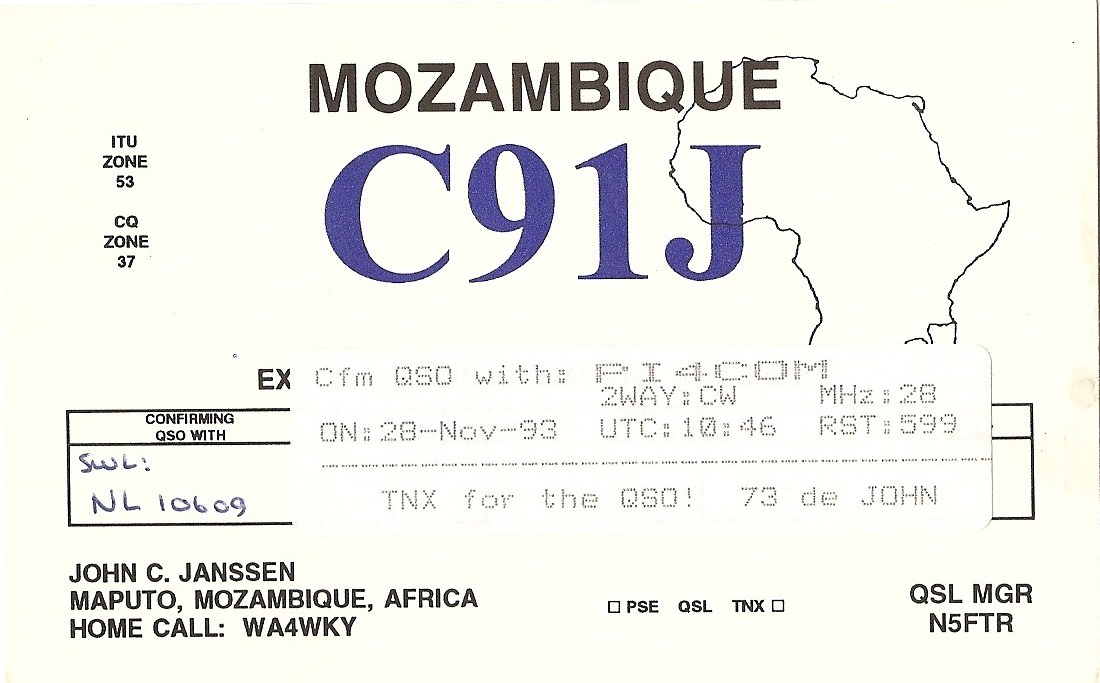 MOZAMBIQUE
C91J
ITU
ZONE
53
CQ
ZONE
37
EX
Cfm QSO with: PI4COM
2WAY:CW MHz:28
ON:28-Nov-93 UTC:10:46 RST:599
TNX for the QSO! 73 de JOHN
CONFIRMING
QSO WITH
SWL:
NL 10609
JOHN C. JANSSEN
MAPUTO, MOZAMBIQUE, AFRICA
HOME CALL: WA4WKY
PSE QSL TNX
QSL MGR
N5FTR